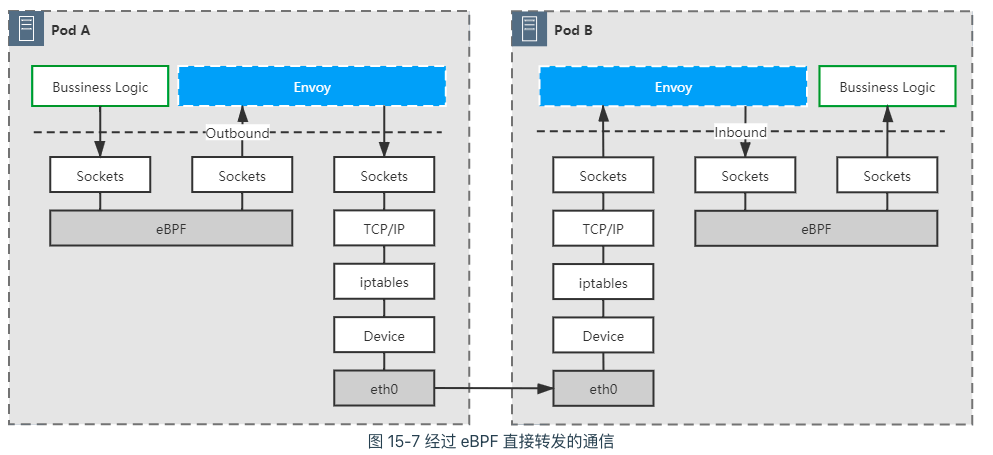 Pod A
Bussiness Logic
Envoy
Outbound
Sockets
Sockets
Sockets
eBPF
TCP/IP
iptables
Device
eth0
Pod B
Envoy
Bussiness Logic
Inbound
Sockets
Sockets
Sockets
TCP/IP
eBPF
iptables
Device
eth0
图 15-7 经过 eBPF 直接转发的通信